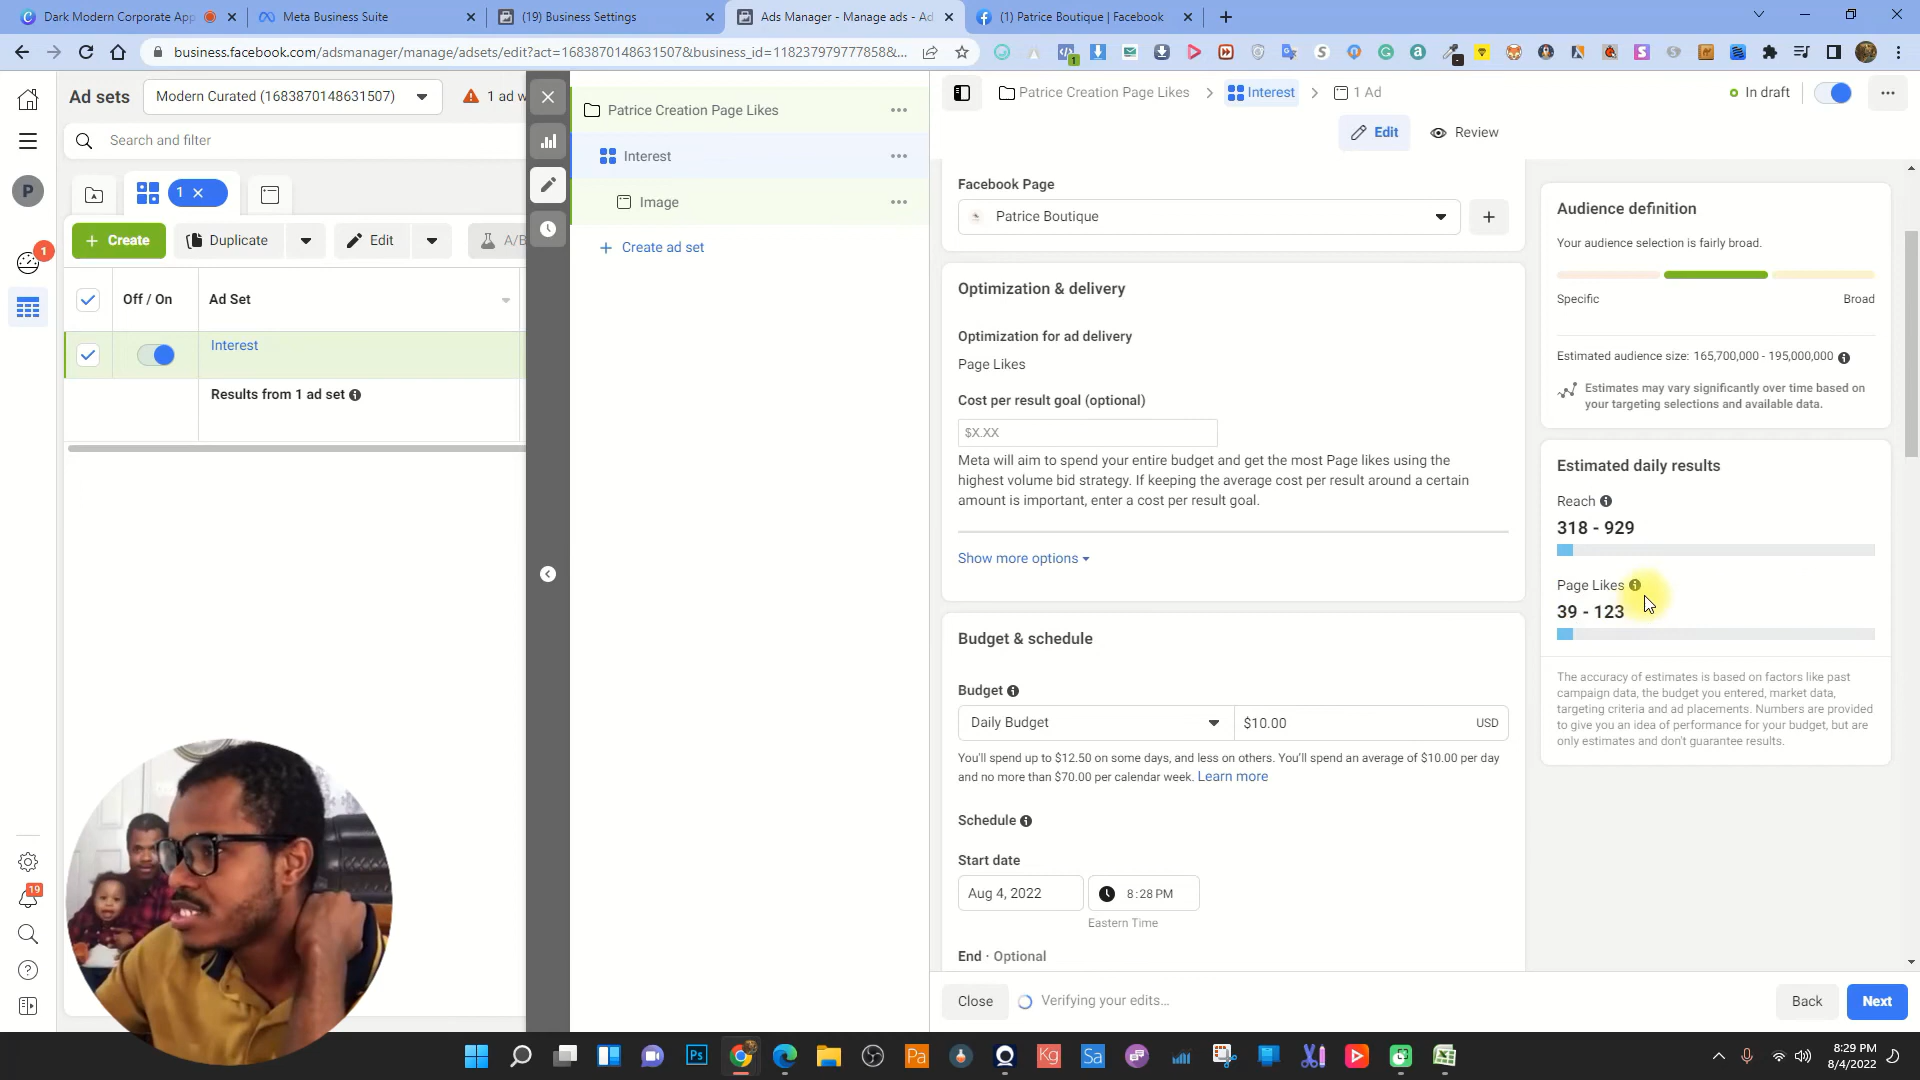 Dark Modern Corporate App
Meta Business Suite
(19) Business Settings
Ads Manager - Manage ads - Ad
(1) Patrice Boutique | Facebook
business.facebook.com/adsmanager/manage/adsets/edit?act=1683870148631507&business_id=118237979777858&...
Ad sets
Modern Curated (1683870148631507)
1 ad w
Search and filter
P
1
1
Create
Duplicate
Edit
A/B
Off / On
Ad Set
Interest
Results from 1 ad set
19
Patrice Creation Page Likes
Interest
Image
Create ad set
Patrice Creation Page Likes
Interest
1 Ad
In draft
Edit
Review
Facebook Page
Patrice Boutique
Optimization & delivery
Optimization for ad delivery
Page Likes
Cost per result goal (optional)
$X.XX
Meta will aim to spend your entire budget and get the most Page likes using the
highest volume bid strategy. If keeping the average cost per result around a certain
amount is important, enter a cost per result goal.
Show more options
Budget & schedule
Budget
Daily Budget
$10.00
USD
You'll spend up to $12.50 on some days, and less on others. You'll spend an average of $10.00 per day
and no more than $70.00 per calendar week. Learn more
Schedule
Start date
Aug 4, 2022
8:28 PM
Eastern Time
End · Optional
Close
Verifying your edits...
Back
Next
Audience definition
Your audience selection is fairly broad.
Specific
Broad
Estimated audience size: 165,700,000 - 195,000,000
Estimates may vary significantly over time based on
your targeting selections and available data.
Estimated daily results
Reach
318 - 929
Page Likes
39 - 123
The accuracy of estimates is based on factors like past
campaign data, the budget you entered, market data,
targeting criteria and ad placements. Numbers are provided
to give you an idea of performance for your budget, but are
only estimates and don't guarantee results.
Ps
Pa
Kg
Sa
8:29 PM
8/4/2022